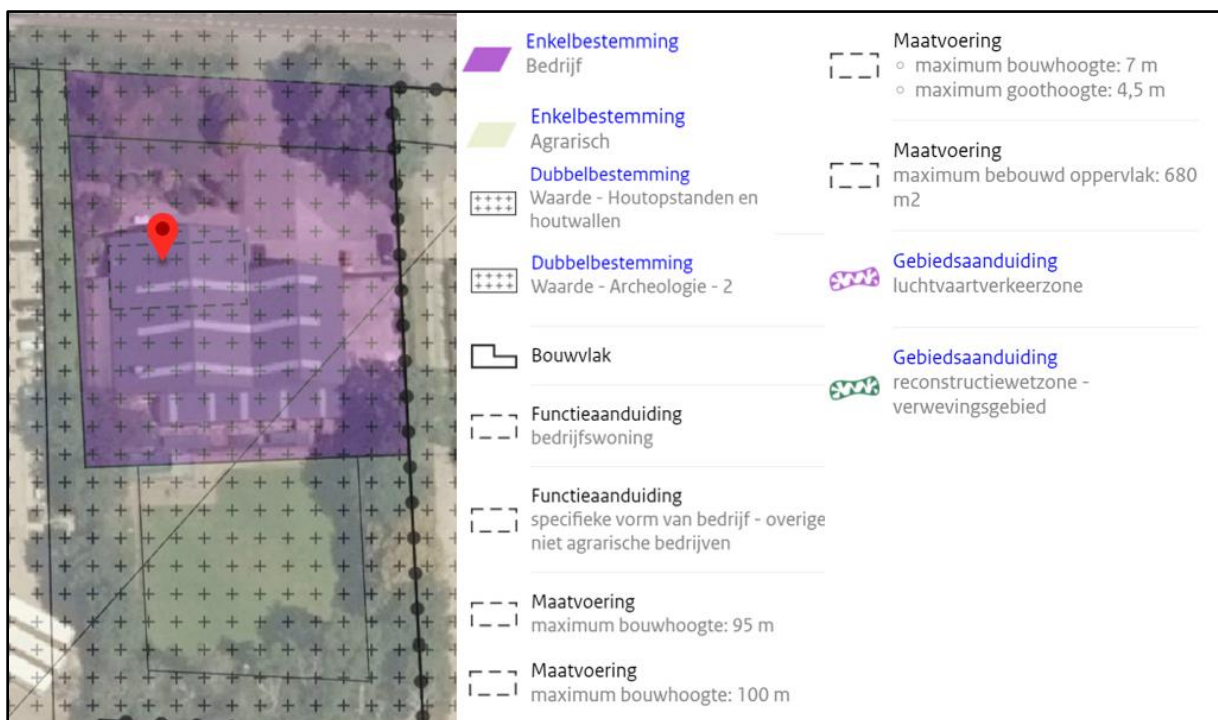 Enkelbestemming
Bedrijf
Enkelbestemming
Agrarisch
Dubbelbestemming
Waarde - Houtopstanden en
houtwallen
Dubbelbestemming
Waarde - Archeologie - 2
Bouwvlak
Functieaanduiding
bedrijfswoning
Functieaanduiding
specifieke vorm van bedrijf - overige
niet agrarische bedrijven
Maatvoering
maximum bouwhoogte: 95 m
Maatvoering
maximum bouwhoogte: 100 m
Maatvoering
maximum bouwhoogte: 7 m
maximum goothoogte: 4,5 m
Maatvoering
maximum bebouwd oppervlak: 680
m2
Gebiedsaanduiding
luchtvaartverkeerzone
Gebiedsaanduiding
reconstructiewetzone -
verwevingsgebied